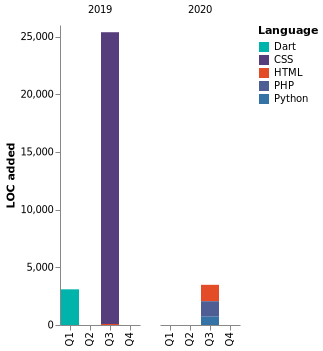 2019 2020
Language
Dart
CSS
HTML
PHP
Python
LOC added
25,000
20,000
15,000
10,000
5,000
0
Q1 Q2 Q3 Q4 Q1 Q2 Q3 Q4